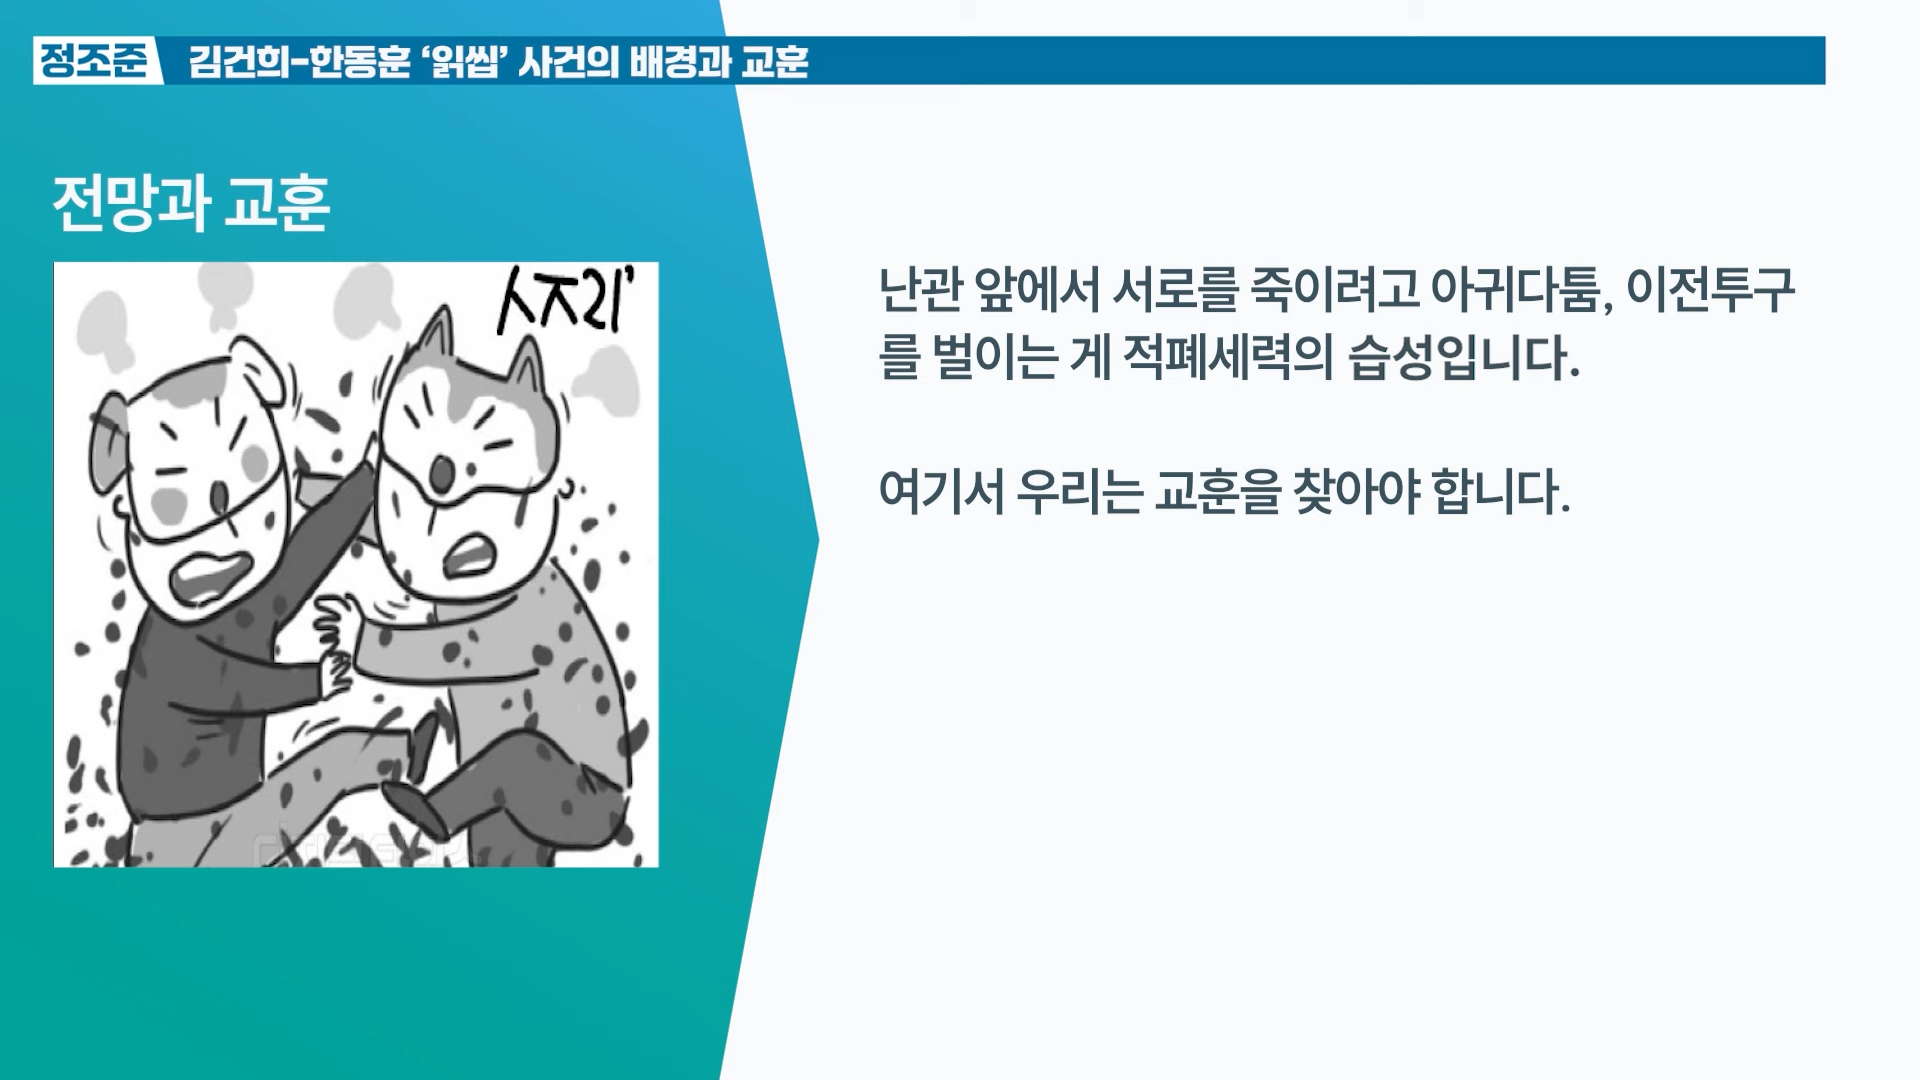 정조준 김건희-한동훈 ‘읽씹’ 사건의 배경과 교훈
전망과 교훈
난관 앞에서 서로를 죽이려고 아귀다툼, 이전투구
를 벌이는 게 적폐세력의 습성입니다.
여기서 우리는 교훈을 찾아야 합니다.